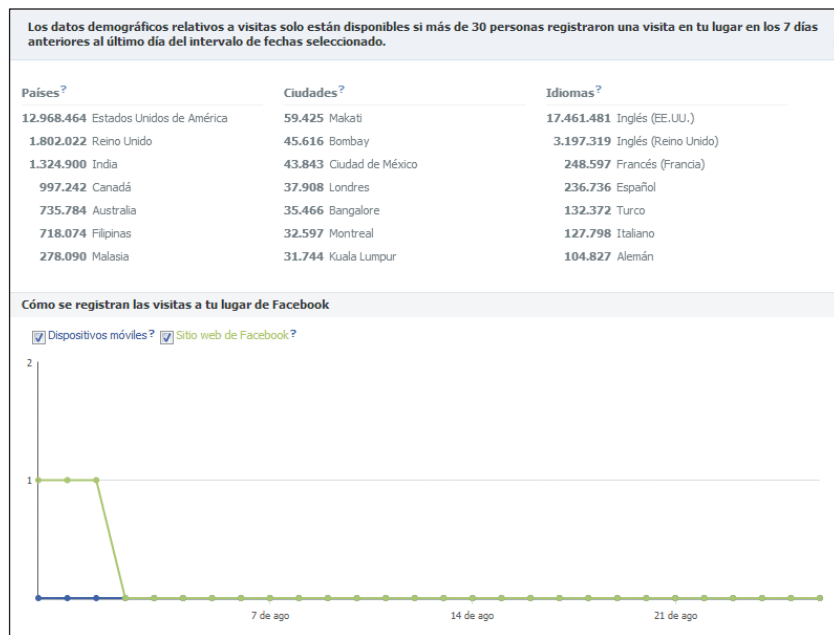 Los datos demográficos relativos a visitas solo están disponibles si más de 30 personas registraron una visita en tu lugar en los 7 días
anteriores al último día del intervalo de fechas seleccionado.
Países?
12.968.464 Estados Unidos de América
1.802.022 Reino Unido
1.324.900 India
997.242 Canadá
735.784 Australia
718.074 Filipinas
278.090 Malasia
Ciudades?
59.425 Makati
45.616 Bombay
43.843 Ciudad de México
37.908 Londres
35.466 Bangalore
32.597 Montreal
31.744 Kuala Lumpur
Idiomas?
17.461.481 Inglés (EE.UU.)
3.197.319 Inglés (Reino Unido)
248.597 Francés (Francia)
236.736 Español
132.372 Turco
127.798 Italiano
104.827 Alemán
Cómo se registran las visitas a tu lugar de Facebook
Dispositivos móviles? Sitio web de Facebook?
2
1
7 de ago 14 de ago 21 de ago